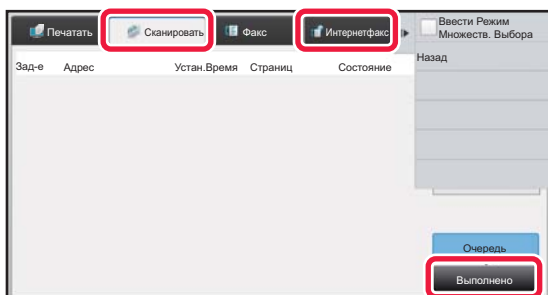 Печатать Сканировать Факс Интернетфакс
Ввести Режим
Множеств. Выбора
Зад-е Адрес Устан.Время Страниц Состояние
Назад
Очередь
Выполнено